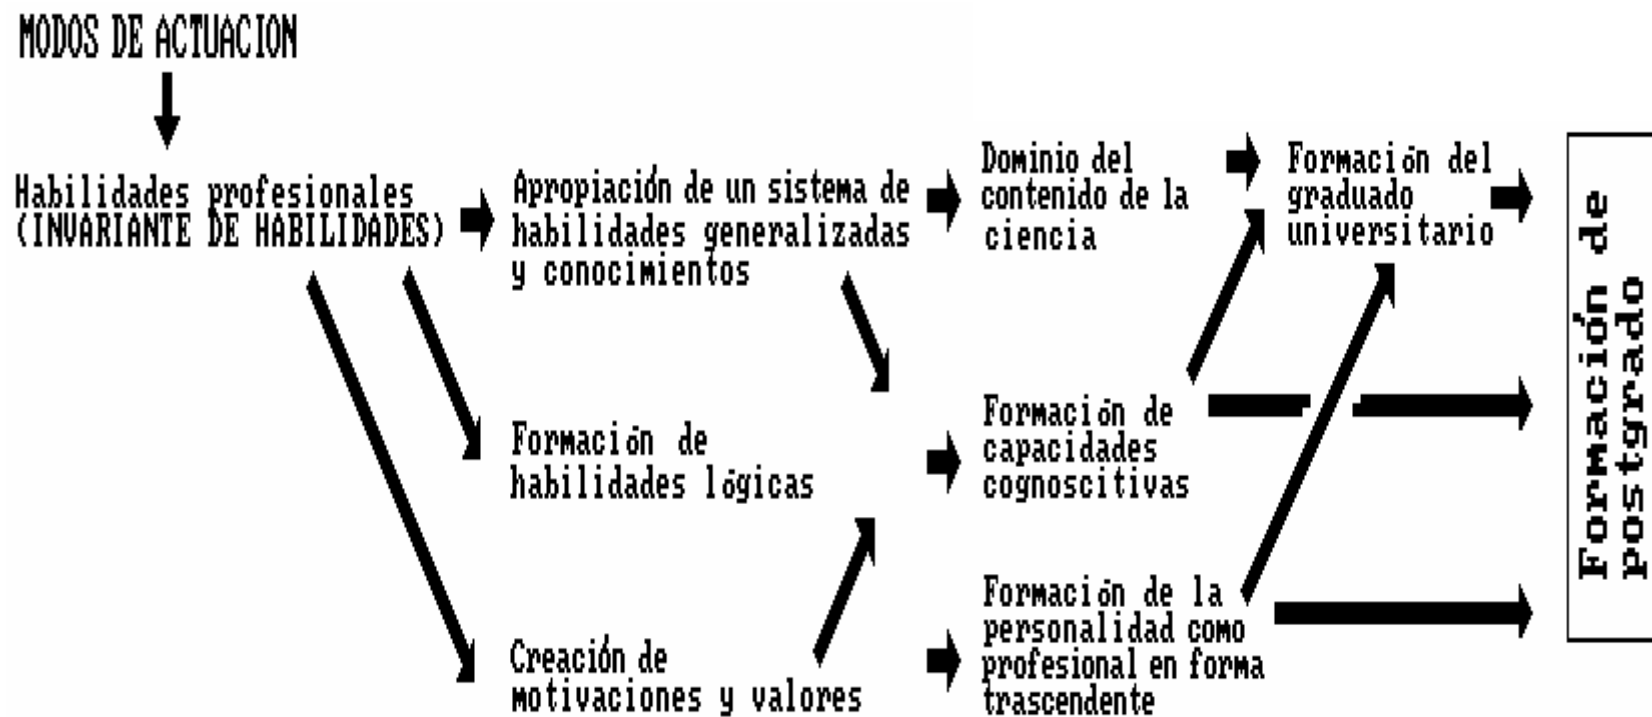 MODOS DE ACTUACION
Habilidades profesionales
(INVARIANTE DE HABILIDADES)
Apropiación de un sistema de
habilidades generalizadas
y conocimientos
Dominio del
contenido de la
ciencia
Formación del
graduado
universitario
Formación de
habilidades lógicas
Formación de
capacidades
cognoscitivas
Creación de
motivaciones y valores
Formación de la
personalidad como
profesional en forma
trascendente
Formación de
postgrado